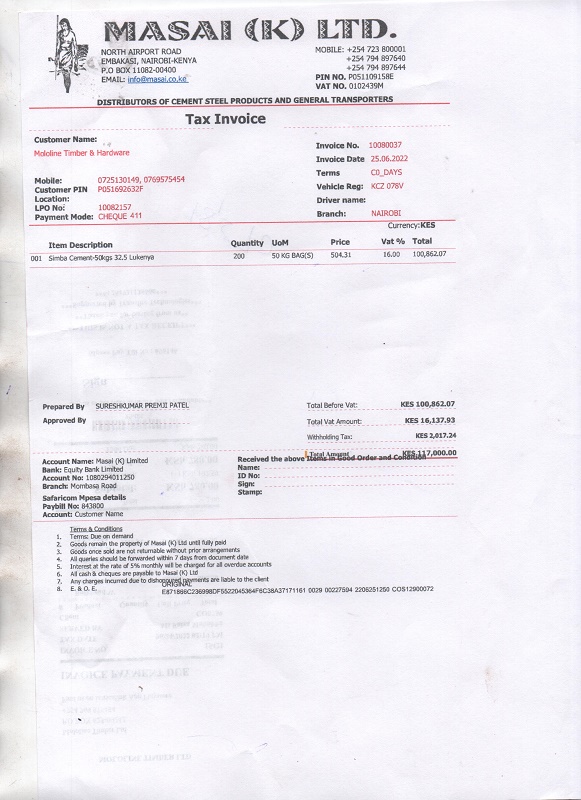 MASAI (K) LTD.
NORTH AIRPORT ROAD
EMBAKASI, NAIROBI-KENYA
P.O BOX 11082-00400
EMAIL: info@masai.co.ke
MOBILE: +254 723 800001
+254 794 897640
+254 794 897644
PIN NO. P051109158E
VAT NO. 0102439M
DISTRIBUTORS OF CEMENT STEEL PRODUCTS AND GENERAL TRANSPORTERS
Tax Invoice
Customer Name:
Mololine Timber & Hardware
Mobile: 0725130149, 0769575454
Customer PIN P051692632F
Location:
LPO No: 10082157
Payment Mode: CHEQUE 411
Invoice No. 10080037
Invoice Date 25.06.2022
Terms C0_DAYS
Vehicle Reg: KCZ 078V
Driver name:
Branch: NAIROBI
Currency:KES
Item Description Quantity UoM Price Vat % Total
001 Simba Cement-50kgs 32.5 Lukenya 200 50 KG BAG(S) 504.31 16.00 100,862.07
Prepared By SURESHKUMAR PREMJI PATEL
Approved By
Total Before Vat: KES 100,862.07
Total Vat Amount: KES 16,137.93
Withholding Tax: KES 2,017.24
Total Amount KES 117,000.00
Account Name: Masai (K) Limited
Bank: Equity Bank Limited
Account No: 1080294011250
Branch: Mombasa Road
Safaricom Mpesa details
Paybill No: 843800
Account: Customer Name
Received the above Items in Good Order and Condition
Name:
ID No:
Sign:
Stamp:
Terms & Conditions
1. Terms: Due on demand
2. Goods remain the property of Masai (K) Ltd until fully paid
3. Goods once sold are not returnable without prior arrangements
4. All queries should be forwarded within 7 days from document date
5. Interest at the rate of 5% monthly will be charged for all overdue accounts
6. All cash & cheques are payable to Masai (K) Ltd
7. Any charges incurred due to dishonoured payments are liable to the client
8. E. & O. E.
ORIGINAL
E871866C236998DF5522045364F6C38A37171161 0029 00227594 2206251250 COS12900072